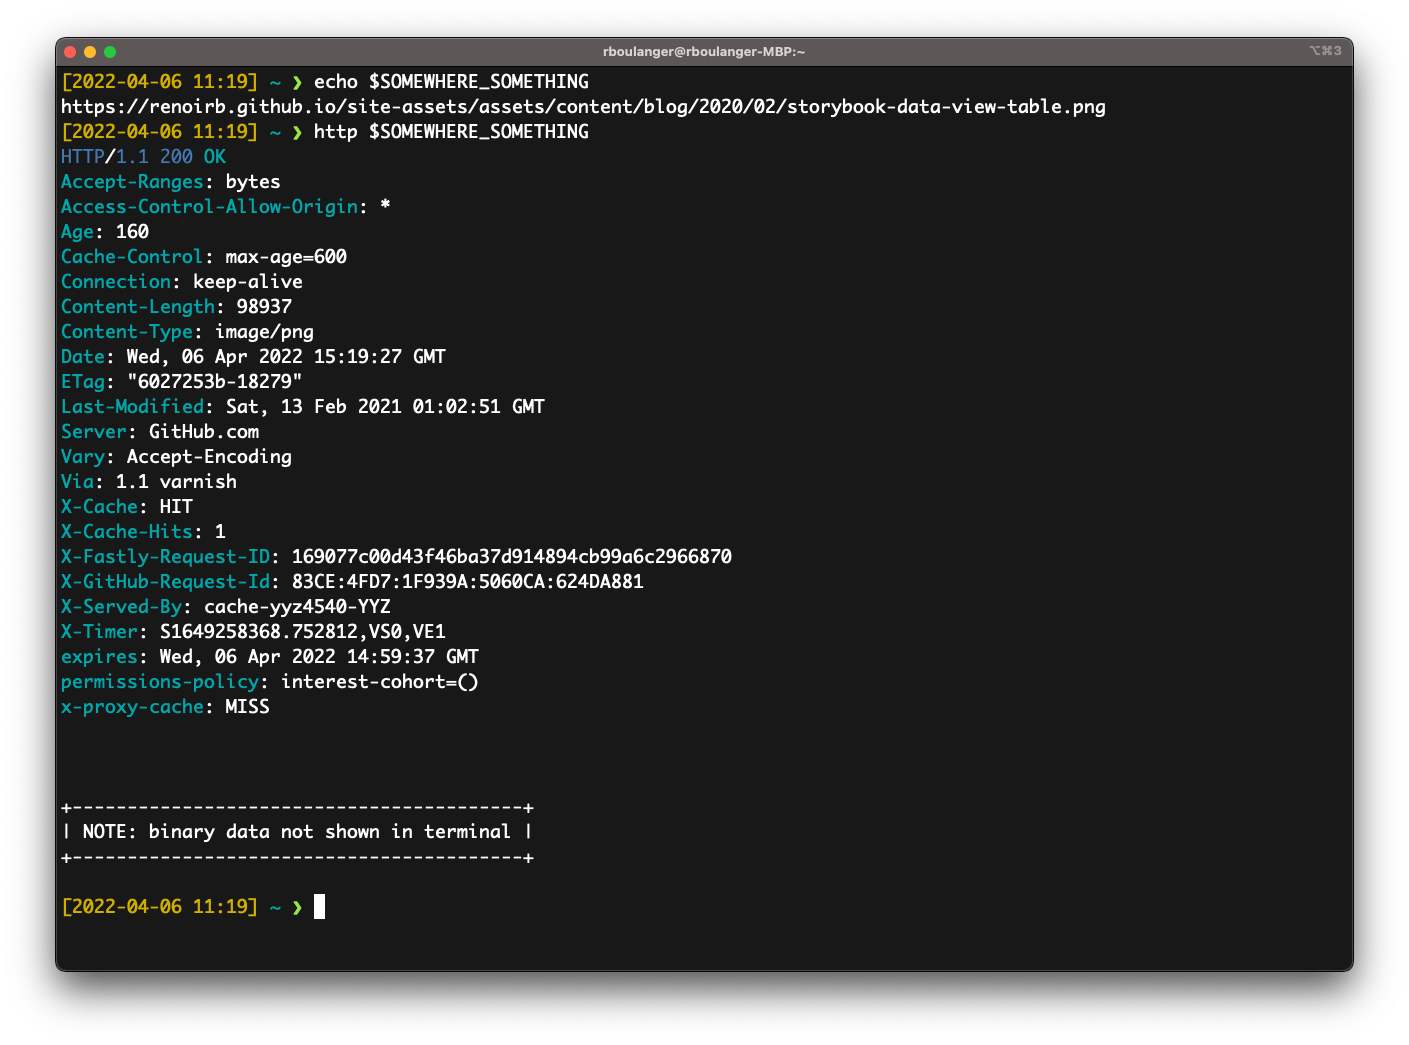 rboulanger@rboulanger-MBP:~ ⌥⌘3
[2022-04-06 11:19] ~ ❯ echo $SOMEWHERE_SOMETHING
https://renoirb.github.io/site-assets/assets/content/blog/2020/02/storybook-data-view-table.png
[2022-04-06 11:19] ~ ❯ http $SOMEWHERE_SOMETHING
HTTP/1.1 200 OK
Accept-Ranges: bytes
Access-Control-Allow-Origin: *
Age: 160
Cache-Control: max-age=600
Connection: keep-alive
Content-Length: 98937
Content-Type: image/png
Date: Wed, 06 Apr 2022 15:19:27 GMT
ETag: "6027253b-18279"
Last-Modified: Sat, 13 Feb 2021 01:02:51 GMT
Server: GitHub.com
Vary: Accept-Encoding
Via: 1.1 varnish
X-Cache: HIT
X-Cache-Hits: 1
X-Fastly-Request-ID: 169077c00d43f46ba37d914894cb99a6c2966870
X-GitHub-Request-Id: 83CE:4FD7:1F939A:5060CA:624DA881
X-Served-By: cache-yyz4540-YYZ
X-Timer: S1649258368.752812,VS0,VE1
expires: Wed, 06 Apr 2022 14:59:37 GMT
permissions-policy: interest-cohort=()
x-proxy-cache: MISS
+-----------------------------------------+
| NOTE: binary data not shown in terminal |
+-----------------------------------------+
[2022-04-06 11:19] ~ ❯